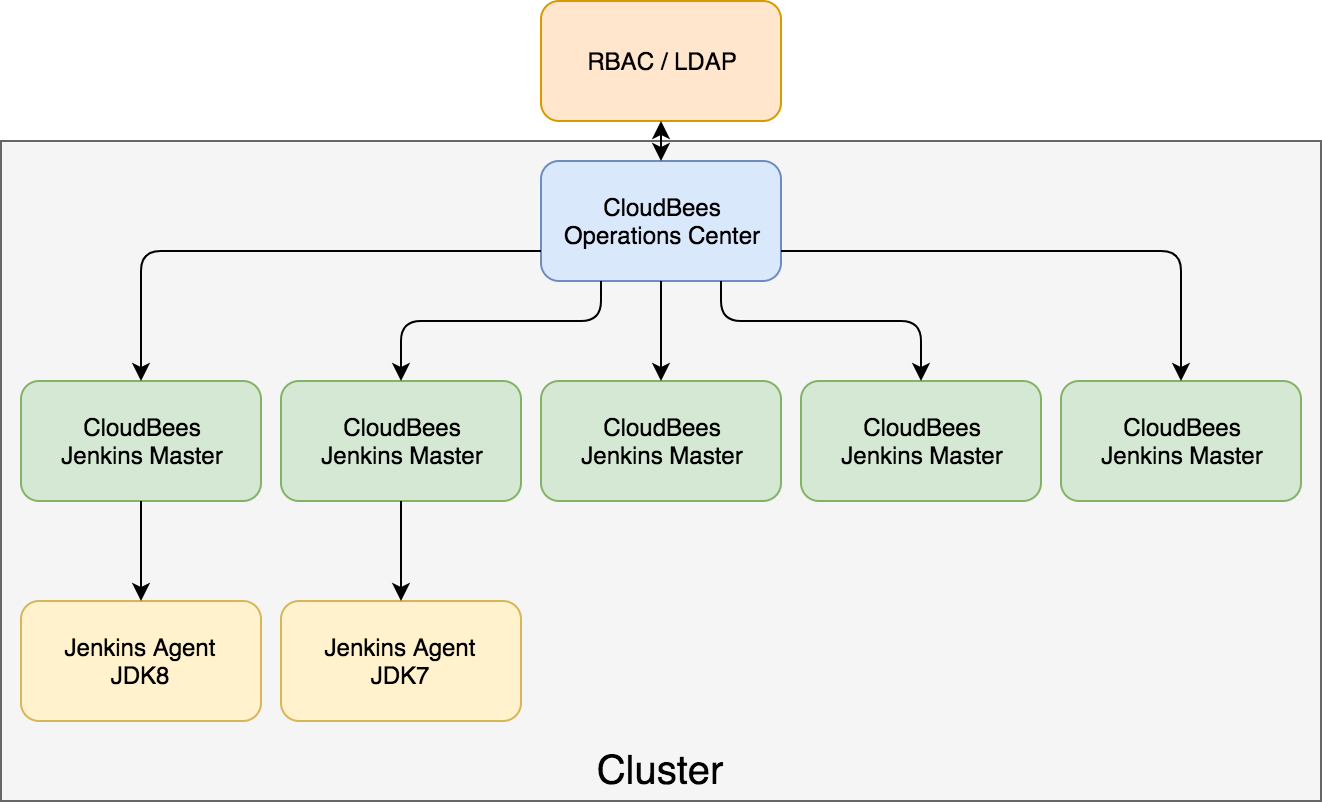 RBAC / LDAP
CloudBees
Operations Center
CloudBees
Jenkins Master
CloudBees
Jenkins Master
CloudBees
Jenkins Master
CloudBees
Jenkins Master
CloudBees
Jenkins Master
Jenkins Agent
JDK8
Jenkins Agent
JDK7
Cluster